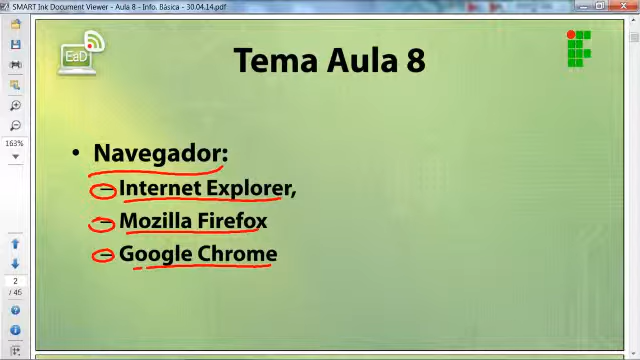 SMART Ink Document Viewer - Aula 8 - Info. Básica - 30.04.14.pdf
EaD
Tema Aula 8
163%
• Navegador:
– Internet Explorer,
– Mozilla Firefox
– Google Chrome
2
/ 46